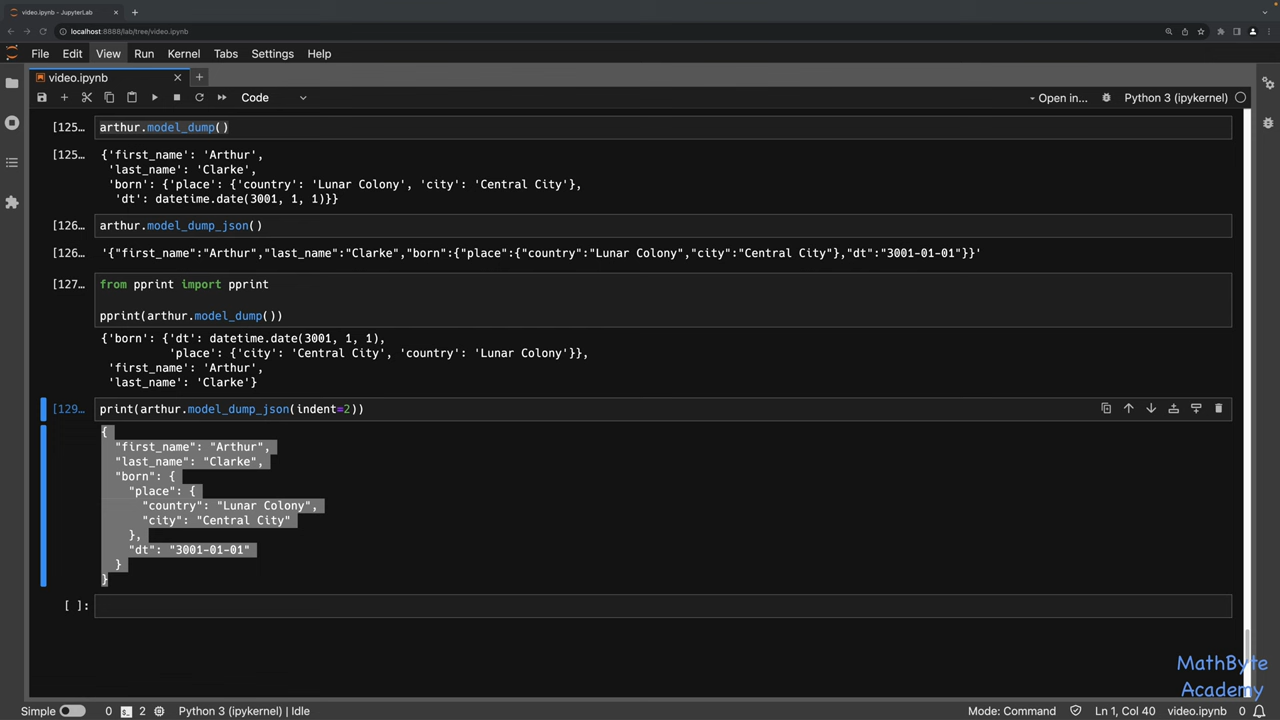 video.ipynb - JupyterLab
localhost:8888/lab/tree/video.ipynb
File Edit View Run Kernel Tabs Settings Help
video.ipynb
Code
Open in...
Python 3 (ipykernel)
[125... arthur.model_dump()
[125... {'first_name': 'Arthur',
'last_name': 'Clarke',
'born': {'place': {'country': 'Lunar Colony', 'city': 'Central City'},
'dt': datetime.date(3001, 1, 1)}}
[126... arthur.model_dump_json()
[126... '{"first_name":"Arthur","last_name":"Clarke","born":{"place":{"country":"Lunar Colony","city":"Central City"},"dt":"3001-01-01"}}'
[127... from pprint import pprint
pprint(arthur.model_dump())
{'born': {'dt': datetime.date(3001, 1, 1),
'place': {'city': 'Central City', 'country': 'Lunar Colony'}},
'first_name': 'Arthur',
'last_name': 'Clarke'}
[129... print(arthur.model_dump_json(indent=2))
{
"first_name": "Arthur",
"last_name": "Clarke",
"born": {
"place": {
"country": "Lunar Colony",
"city": "Central City"
},
"dt": "3001-01-01"
}
}
[ ]:
MathByte
Academy
Simple 0 2 Python 3 (ipykernel) | Idle Mode: Command Ln 1, Col 40 video.ipynb 0